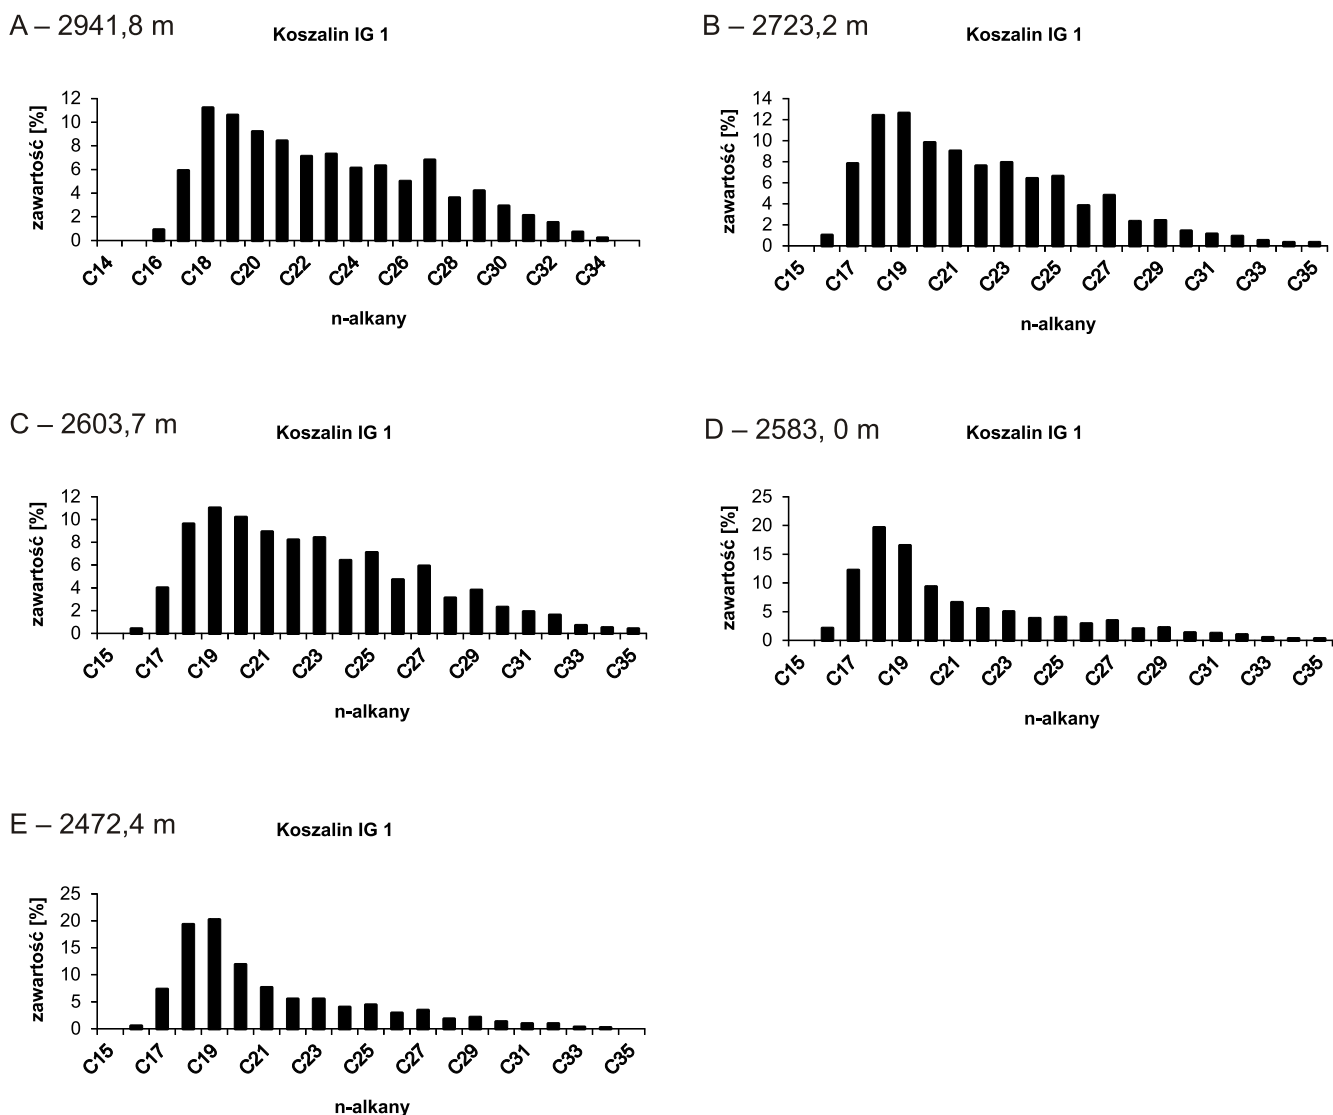 A – 2941,8 m
Koszalin IG 1
zawartość [%]
12
10
8
6
4
2
0
C14 C16 C18 C20 C22 C24 C26 C28 C30 C32 C34
n-alkany
B – 2723,2 m
Koszalin IG 1
zawartość [%]
14
12
10
8
6
4
2
0
C15 C17 C19 C21 C23 C25 C27 C29 C31 C33 C35
n-alkany
C – 2603,7 m
Koszalin IG 1
zawartość [%]
12
10
8
6
4
2
0
C15 C17 C19 C21 C23 C25 C27 C29 C31 C33 C35
n-alkany
D – 2583, 0 m
Koszalin IG 1
zawartość [%]
25
20
15
10
5
0
C15 C17 C19 C21 C23 C25 C27 C29 C31 C33 C35
n-alkany
E – 2472,4 m
Koszalin IG 1
zawartość [%]
25
20
15
10
5
0
C15 C17 C19 C21 C23 C25 C27 C29 C31 C33 C35
n-alkany